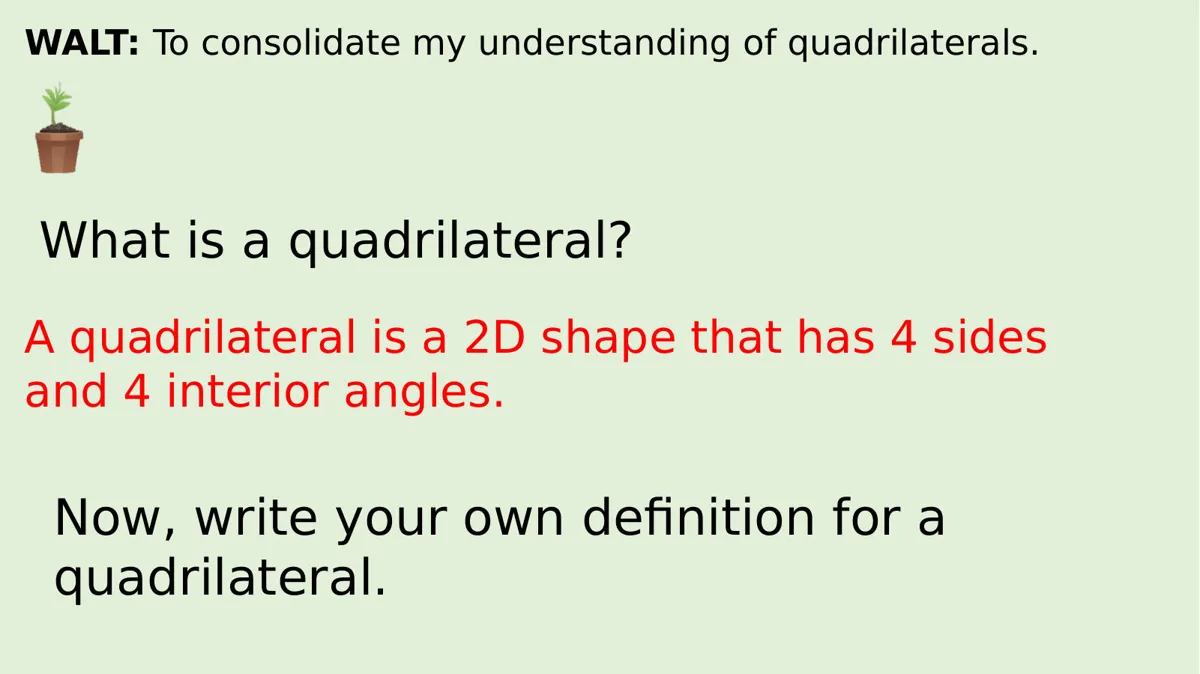 WALT: To consolidate my understanding of quadrilaterals.
What is a quadrilateral?
A quadrilateral is a 2D shape that has 4 sides
and 4 interior angles.
Now, write your own definition for a
quadrilateral.